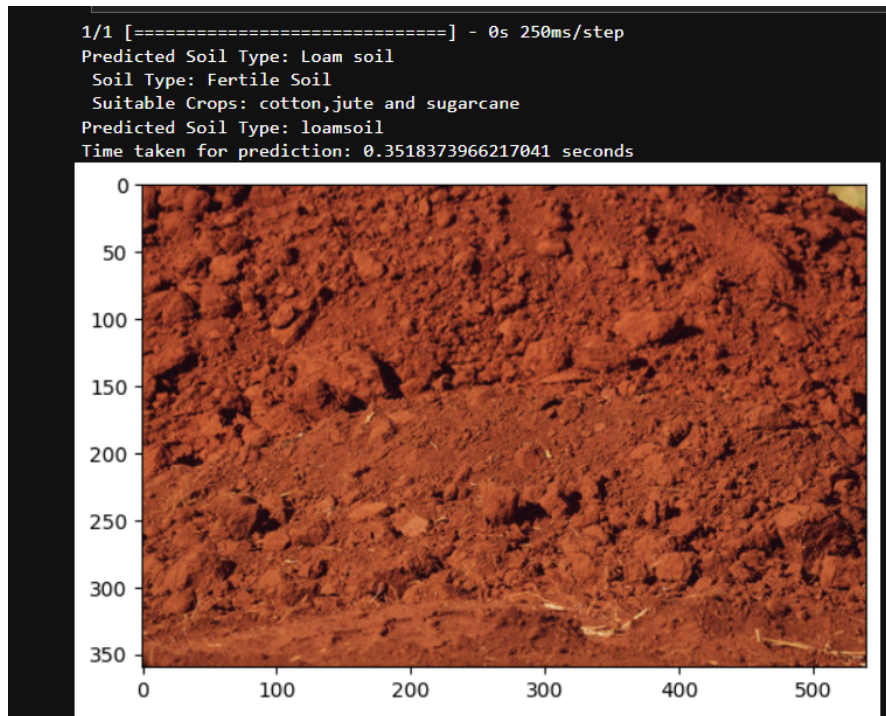 1/1 [==============================] - 0s 250ms/step
Predicted Soil Type: Loam soil
Soil Type: Fertile Soil
Suitable Crops: cotton,jute and sugarcane
Predicted Soil Type: loamsoil
Time taken for prediction: 0.3518373966217041 seconds
0
50
100
150
200
250
300
350
0 100 200 300 400 500